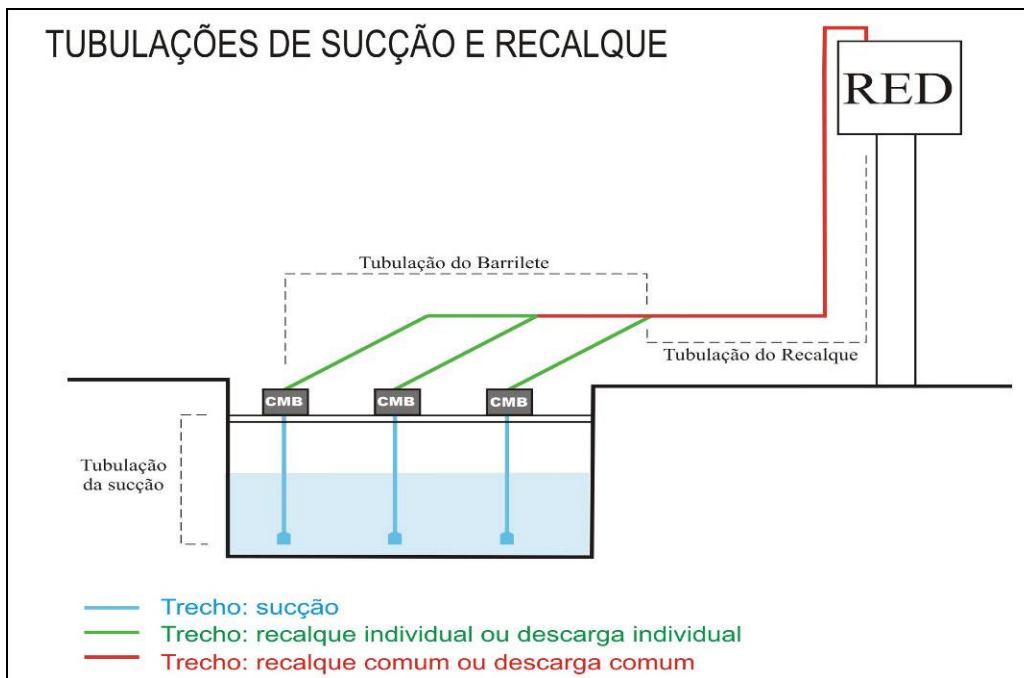 TUBULAÇÕES DE SUCÇÃO E RECALQUE
RED
Tubulação do Barrilete
Tubulação do Recalque
CMB CMB CMB
Tubulação
da sucção
Trecho: sucção
Trecho: recalque individual ou descarga individual
Trecho: recalque comum ou descarga comum